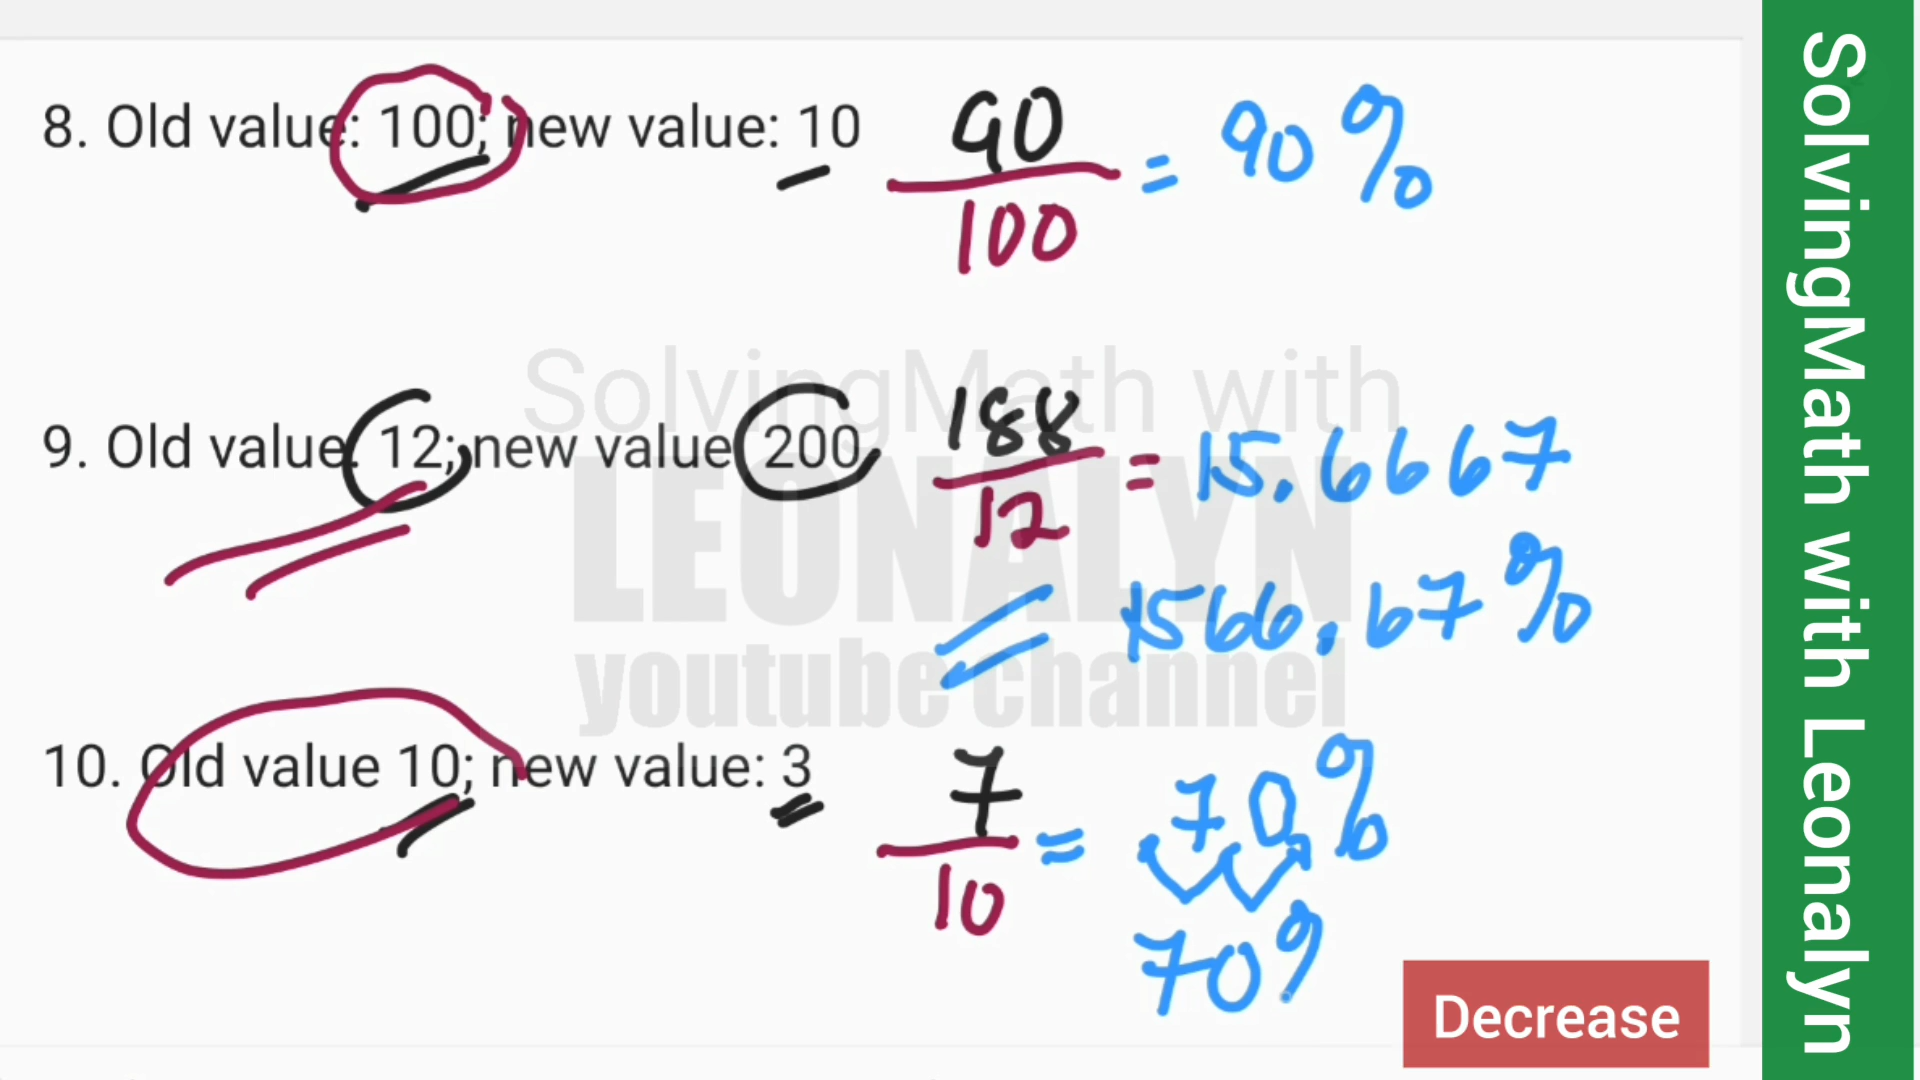 8. Old value: 100; new value: 10
90
100
= 90%
SolvingMath with
9. Old value: 12; new value 200
188
12
= 15.6667
LEONALYN
= 1566.67%
youtube channel
10. Old value 10; new value: 3
7
10
= .70%
70%
Decrease
SolvingMath with Leonalyn